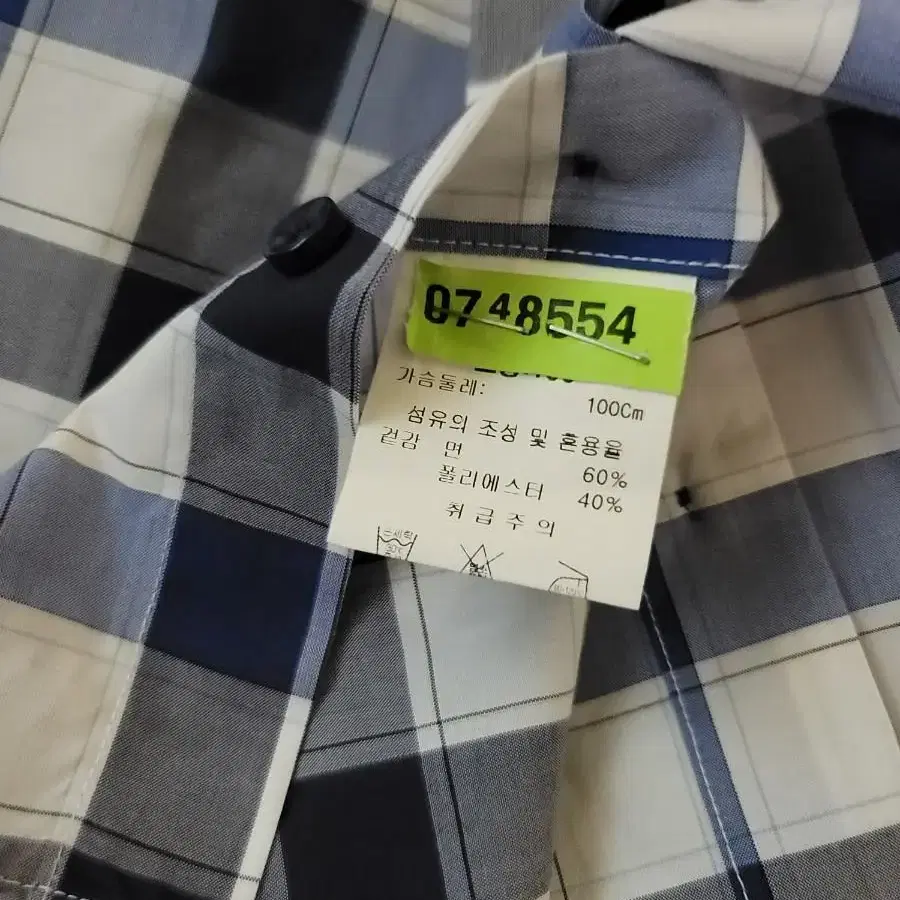 0748554
가슴둘레: 100Cm
섬유의 조성 및 혼용율
겉감 면 60%
폴리에스터 40%
취급주의